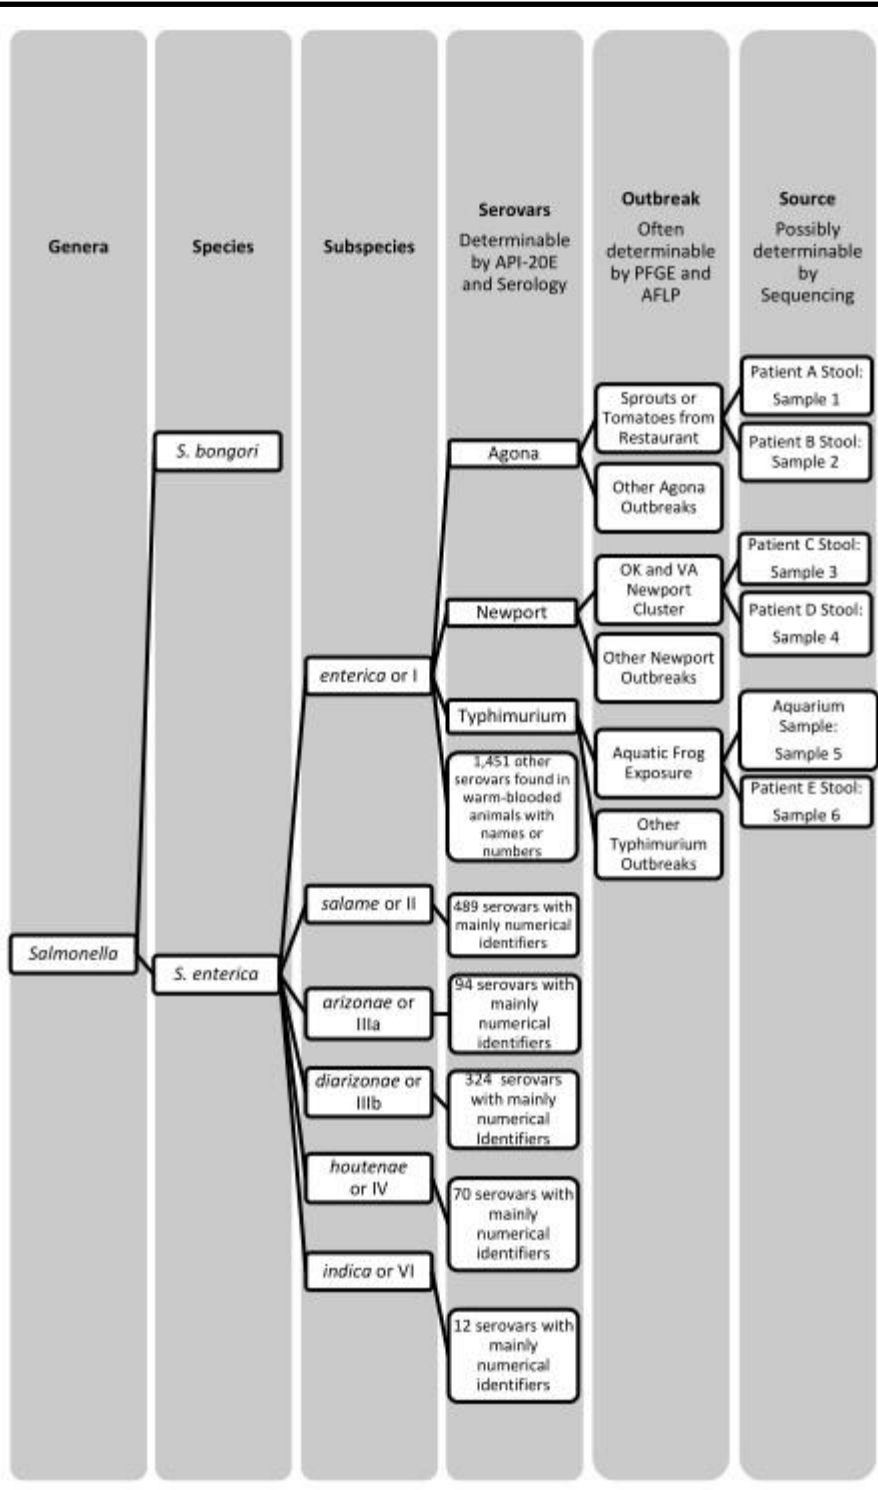 Genera
Species
Subspecies
Serovars
Determinable
by API-20E
and Serology
Outbreak
Often
determinable
by PFGE and
AFLP
Source
Possibly
determinable
by
Sequencing
Salmonella
S. bongori
S. enterica
enterica or I
salame or II
arizonae or
IIIa
diarizonae or
IIIb
houtenae
or IV
indica or VI
Agona
Newport
Typhimurium
1,451 other
serovars found in
warm-blooded
animals with
names or
numbers
489 serovars with
mainly numerical
identifiers
94 serovars with
mainly
numerical
identifiers
324 serovars
with mainly
numerical
Identifiers
70 serovars with
mainly
numerical
identifiers
12 serovars with
mainly
numerical
identifiers
Sprouts or
Tomatoes from
Restaurant
Other Agona
Outbreaks
OK and VA
Newport
Cluster
Other Newport
Outbreaks
Aquatic Frog
Exposure
Other
Typhimurium
Outbreaks
Patient A Stool:
Sample 1
Patient B Stool:
Sample 2
Patient C Stool:
Sample 3
Patient D Stool:
Sample 4
Aquarium
Sample:
Sample 5
Patient E Stool:
Sample 6